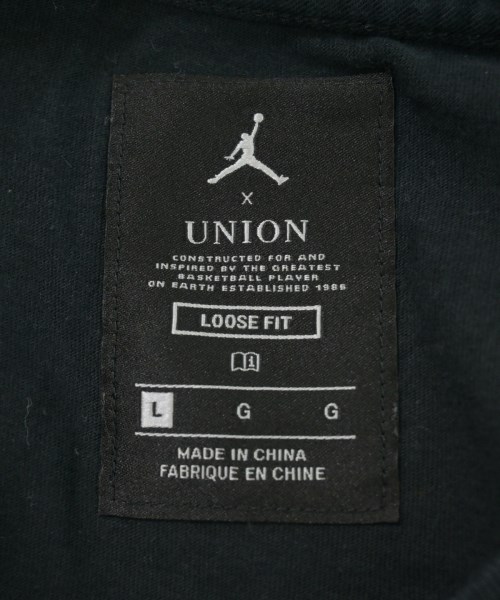 X
UNION
CONSTRUCTED FOR AND
INSPIRED BY THE GREATEST
BASKETBALL PLAYER
ON EARTH ESTABLISHED 1986
LOOSE FIT
L G G
MADE IN CHINA
FABRIQUE EN CHINE